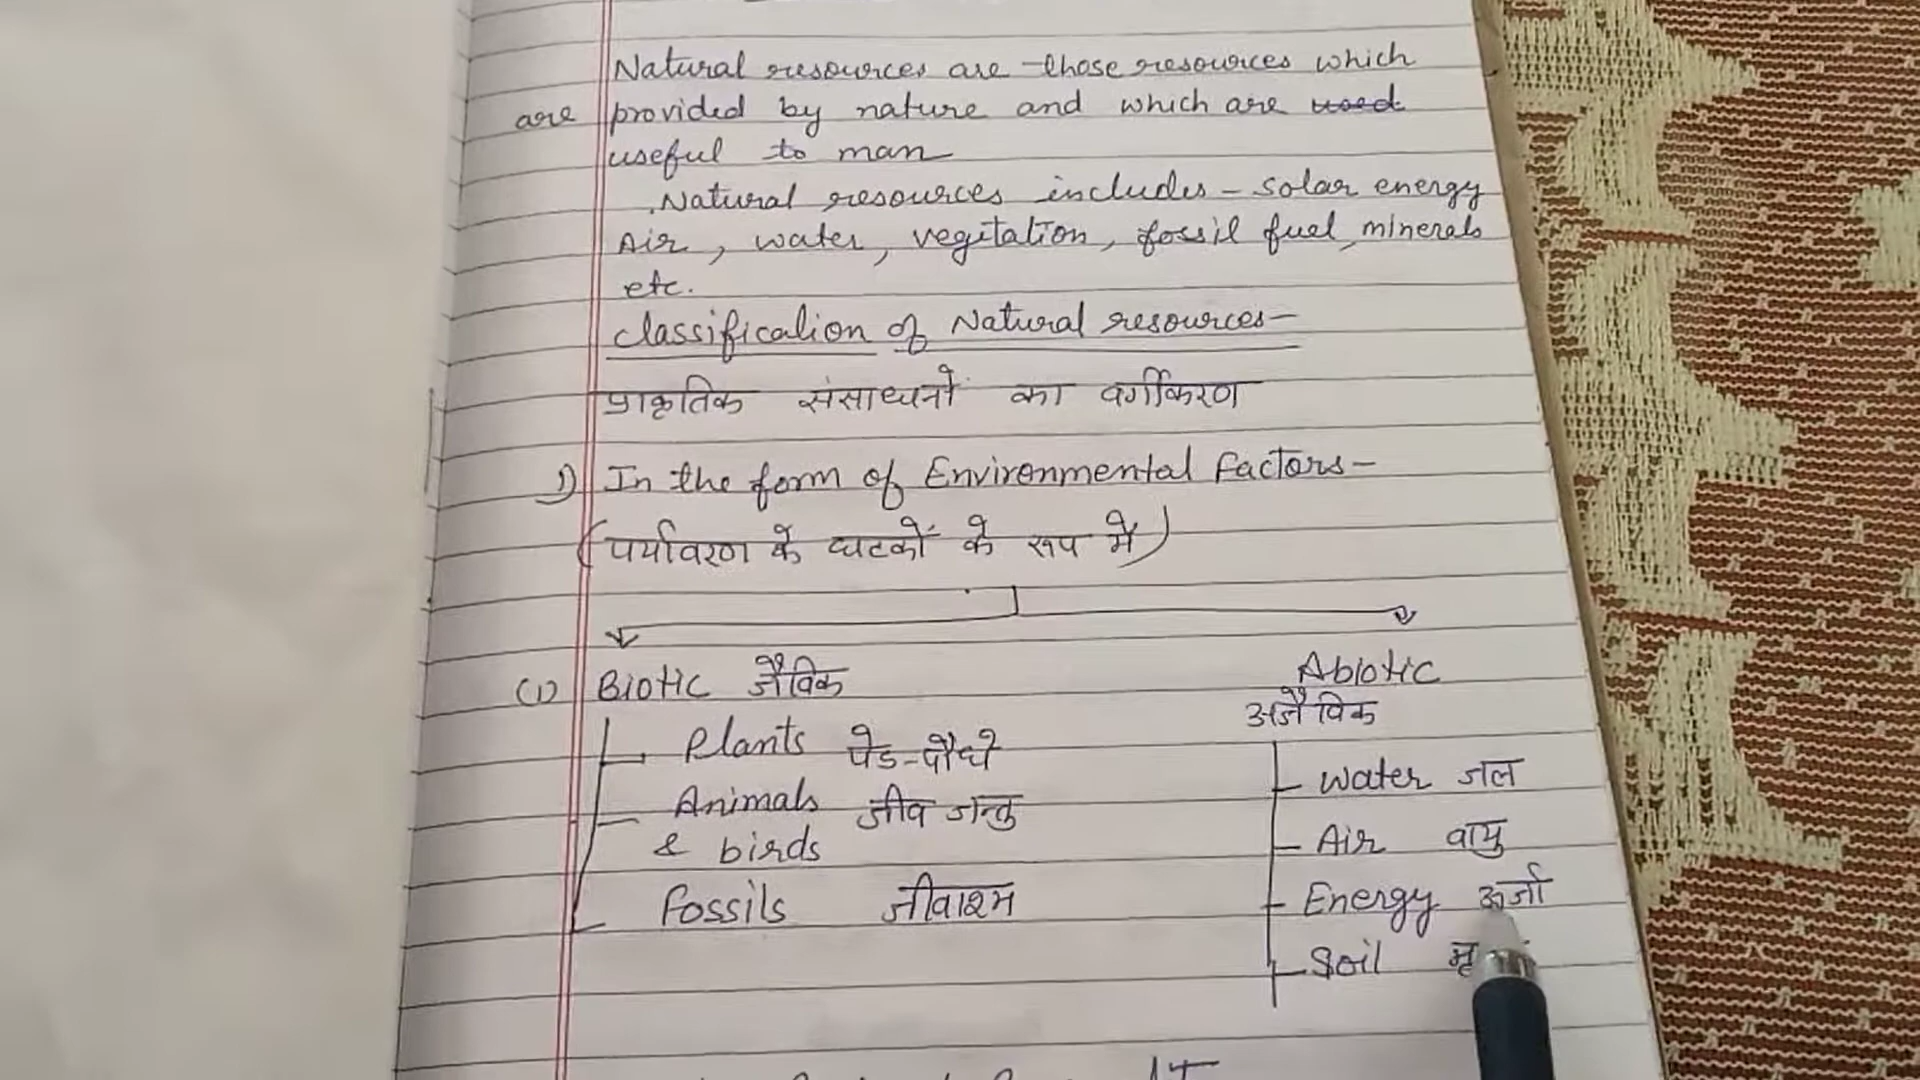 Natural resources are those resources which
are provided by nature and which are used
useful to man
Natural resources includes - solar energy
Air, water, vegitation, fossil fuel, minerals
etc.
classification of Natural resources-
प्राकृतिक संसाधनों का वर्गीकरण
1) In the form of Environmental factors-
(पर्यावरण के घटकों के रूप में)
(1) Biotic जैविक
Abiotic
अजैविक
Plants पेड-पौधे
Water जल
Animals जीव जन्तु
& birds
Air वायु
Fossils जीवाश्म
Energy ऊर्जा
Soil